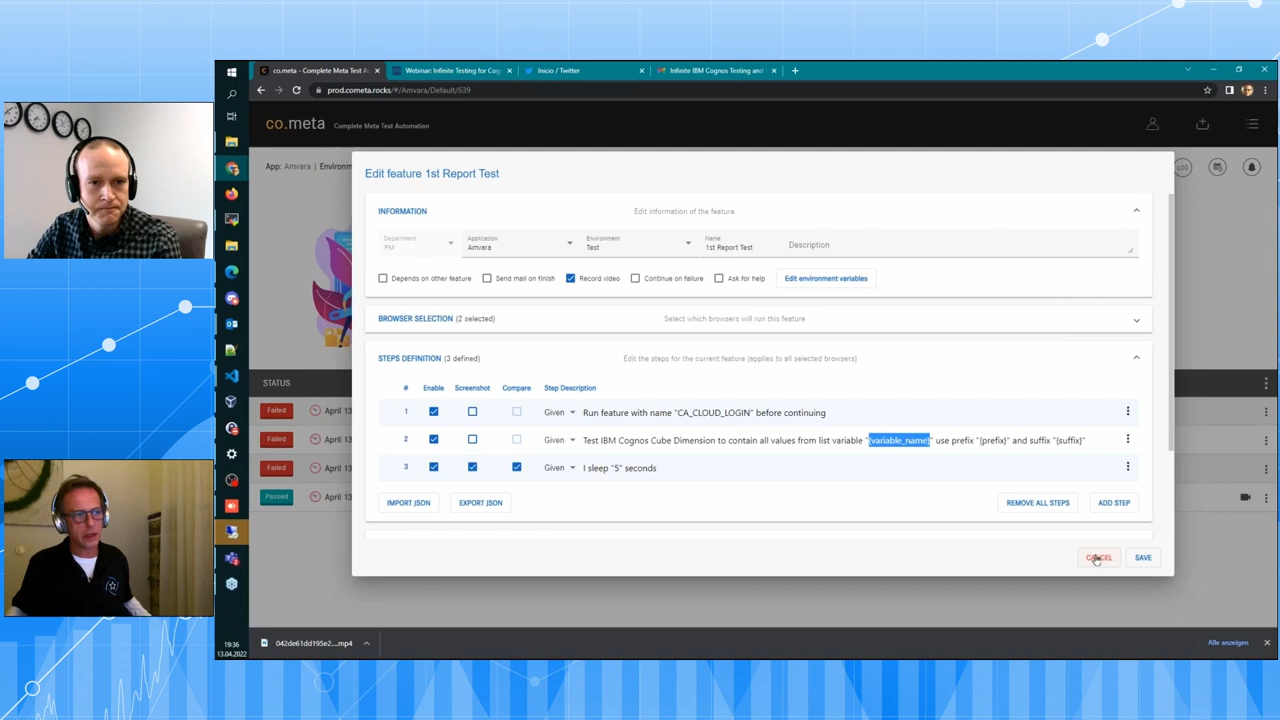 co.meta - Complete Meta Test A
Webinar: Infinite Testing for Cog
Inicio / Twitter
Infinite IBM Cognos Testing and
prod.cometa.rocks/#/Amvara/Default/639
co.meta Complete Meta Test Automation
App: Amvara | Environm
LOG
Edit feature 1st Report Test
INFORMATION
Edit information of the feature
Department
PM
Application
Amvara
Environment
Test
Name
1st Report Test
Description
Depends on other feature
Send mail on finish
Record video
Continue on failure
Ask for help
Edit environment variables
BROWSER SELECTION (2 selected)
Select which browsers will run this feature
STEPS DEFINITION (3 defined)
Edit the steps for the current feature (applies to all selected browsers)
STATUS
# Enable Screenshot Compare Step Description
Failed April 13
1 Given Run feature with name "CA_CLOUD_LOGIN" before continuing
Failed April 13
2 Given Test IBM Cognos Cube Dimension to contain all values from list variable "{variable_name}" use prefix "{prefix}" and suffix "{suffix}"
Failed April 13
3 Given I sleep "5" seconds
Passed April 13
IMPORT JSON
EXPORT JSON
REMOVE ALL STEPS
ADD STEP
CANCEL
SAVE
042de61dd195e2....mp4
Alle anzeigen
19:36
13.04.2022